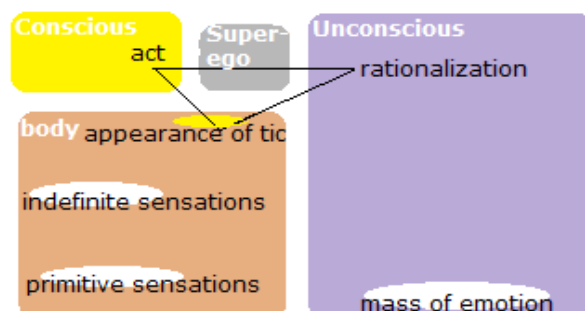 Conscious
act
Super-
ego
Unconscious
rationalization
body
appearance of tic
indefinite sensations
primitive sensations
mass of emotion